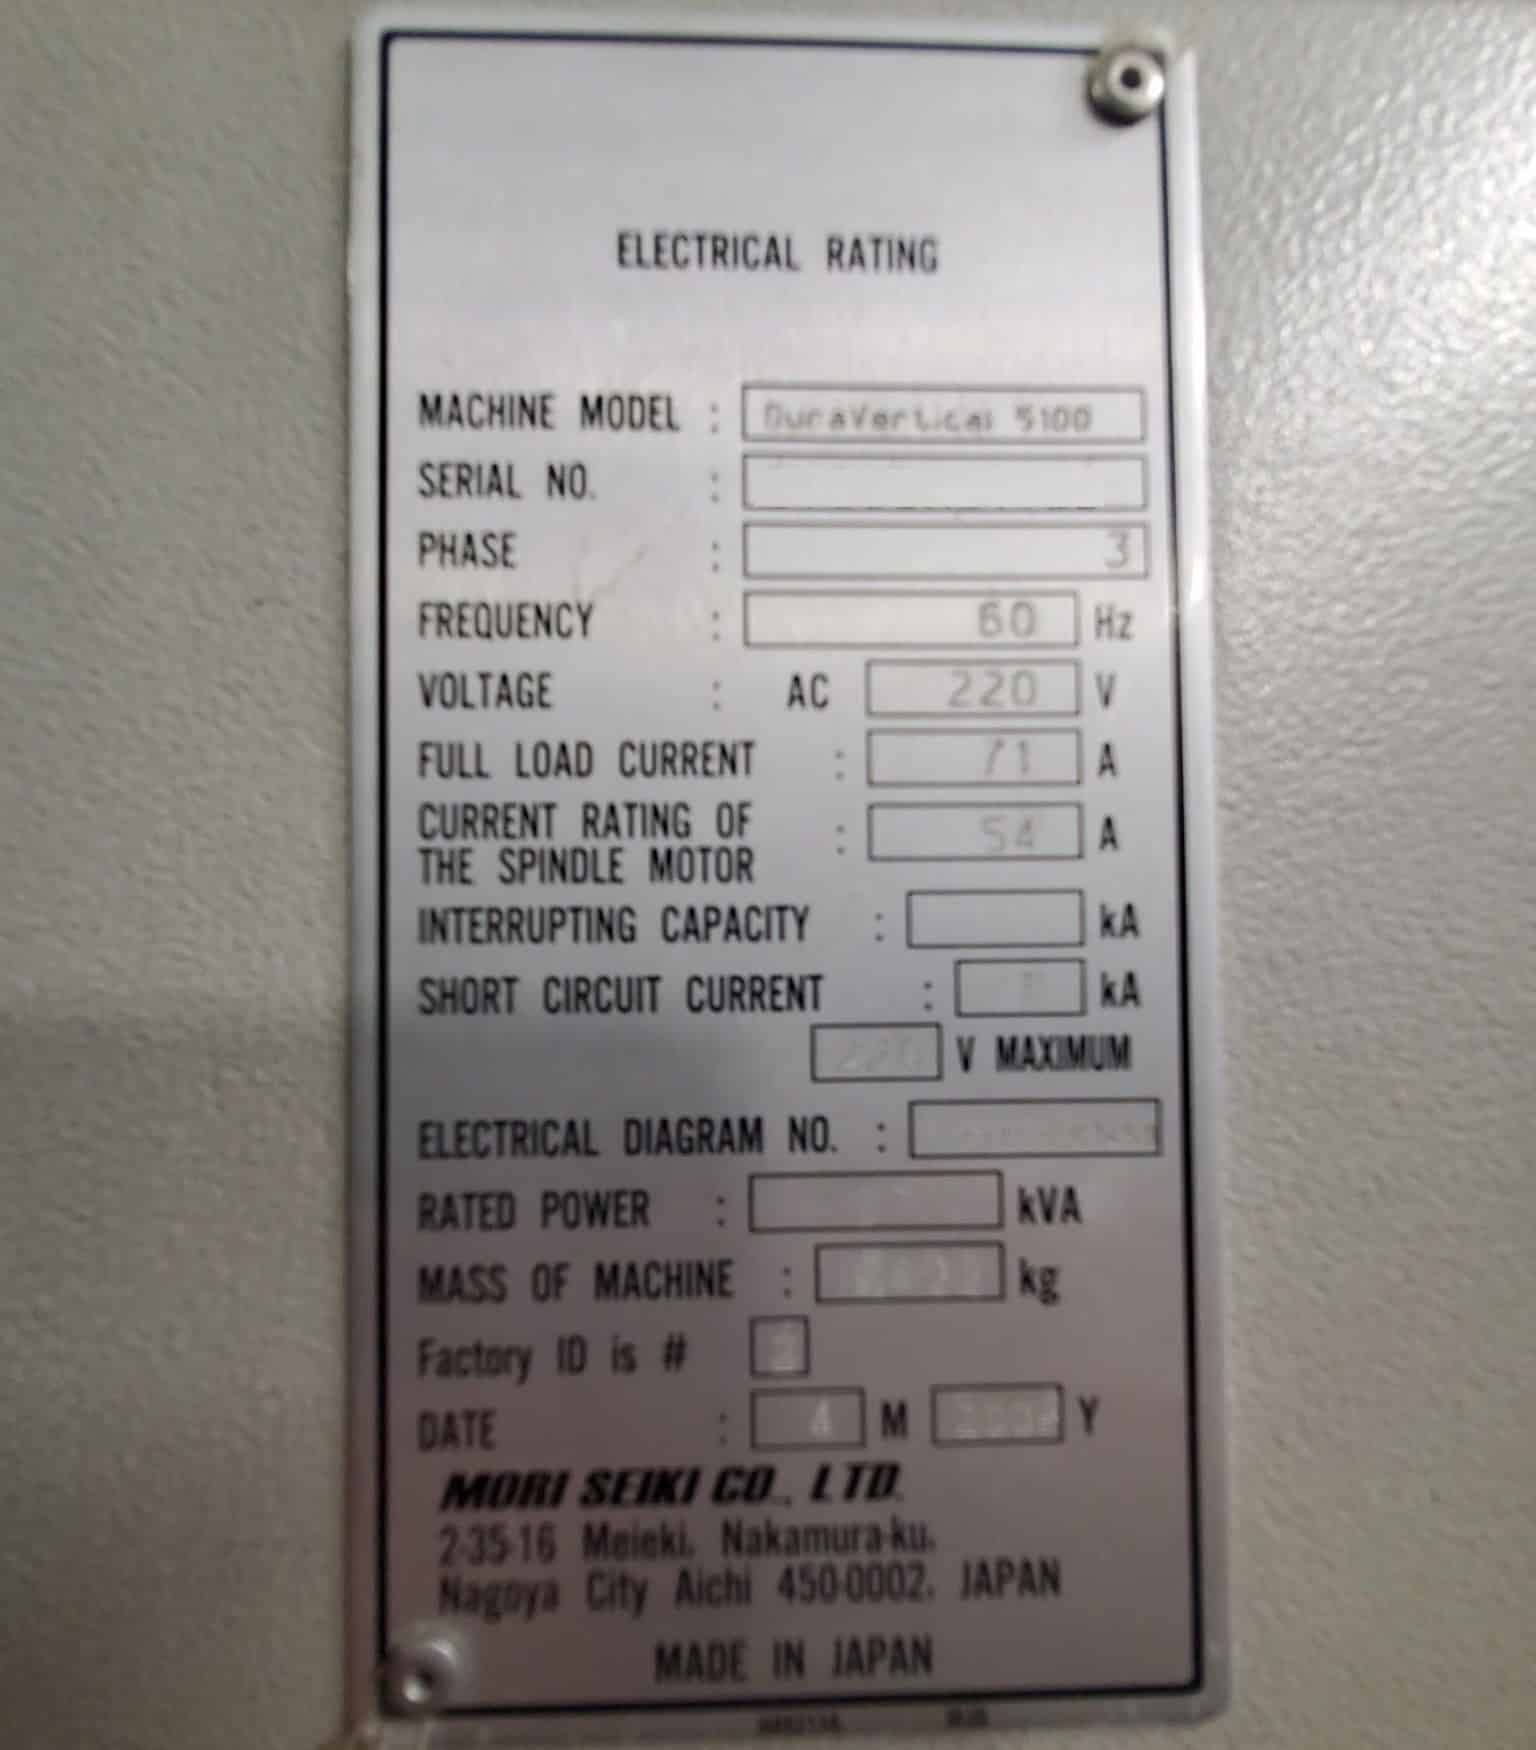 ELECTRICAL RATING
MACHINE MODEL : DuraVertical 5100
SERIAL NO. :
PHASE : 3
FREQUENCY : 60 Hz
VOLTAGE : AC 220 V
FULL LOAD CURRENT : 71 A
CURRENT RATING OF
THE SPINDLE MOTOR : 54 A
INTERRUPTING CAPACITY : kA
SHORT CIRCUIT CURRENT : kA
V MAXIMUM
ELECTRICAL DIAGRAM NO. :
RATED POWER : kVA
MASS OF MACHINE : kg
Factory ID is #
DATE : 4 M Y
MORI SEIKI CO., LTD.
2-35-16 Meieki, Nakamura-ku,
Nagoya City Aichi 450-0002, JAPAN
MADE IN JAPAN